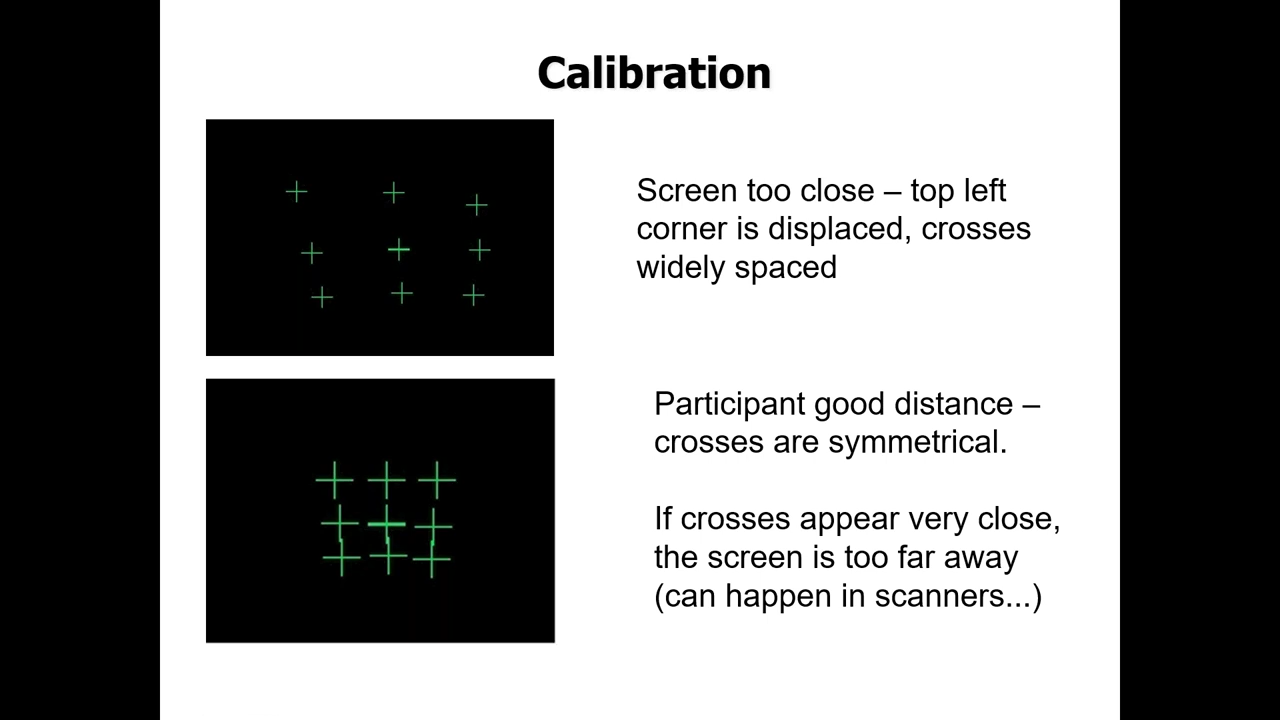 Calibration
Screen too close – top left
corner is displaced, crosses
widely spaced
Participant good distance –
crosses are symmetrical.
If crosses appear very close,
the screen is too far away
(can happen in scanners...)